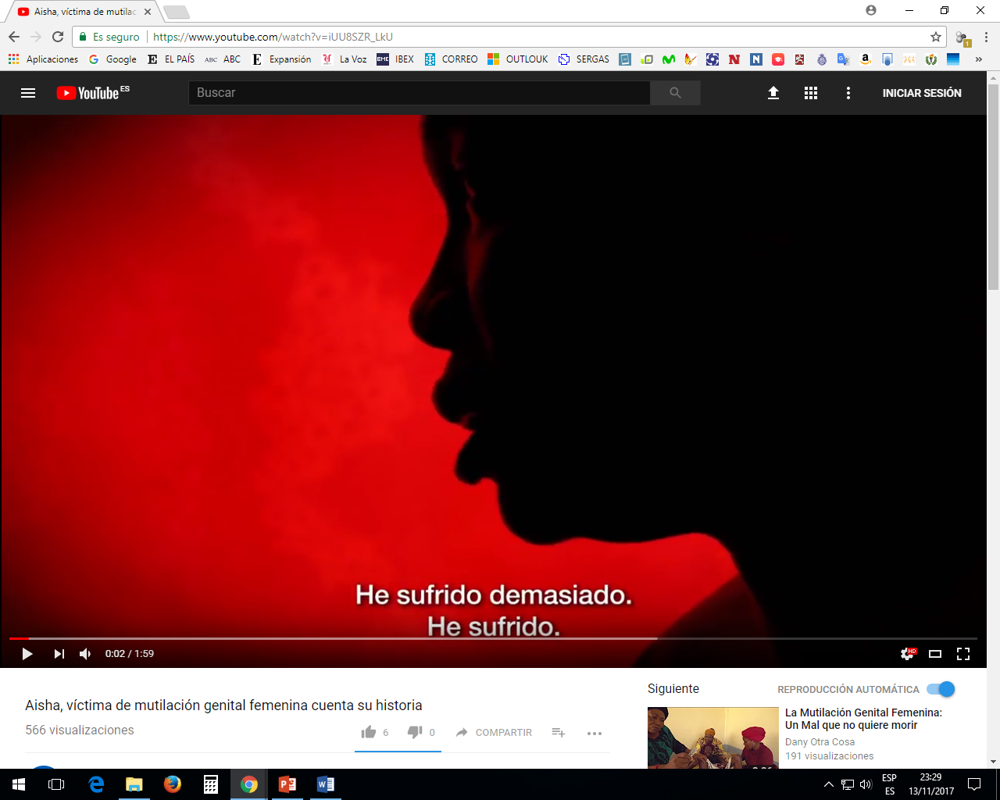 Aisha, víctima de mutilac
Es seguro
https://www.youtube.com/watch?v=iUU8SZR_LkU
Aplicaciones
Google
E EL PAÍS
ABC ABC
E Expansión
La Voz
BME IBEX
CORREO
OUTLOUK
SERGAS
»
YouTube ES
Buscar
INICIAR SESIÓN
He sufrido demasiado.
He sufrido.
0:02 / 1:59
HD
Aisha, víctima de mutilación genital femenina cuenta su historia
566 visualizaciones
6
0
COMPARTIR
Siguiente
REPRODUCCIÓN AUTOMÁTICA
La Mutilación Genital Femenina:
Un Mal que no quiere morir
Dany Otra Cosa
191 visualizaciones
ESP
ES
23:29
13/11/2017